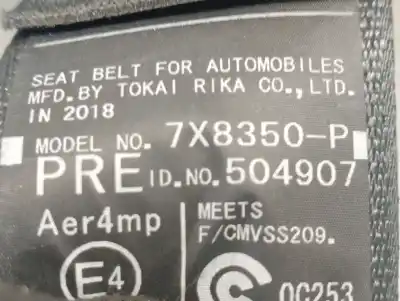 SEAT BELT FOR AUTOMOBILES
MFD. BY TOKAI RIKA CO., LTD.
IN 2018
MODEL NO. 7X8350-P
PRE ID. NO. 504907
Aer4mp
MEETS
F/CMVSS209.
E4
C
OC253